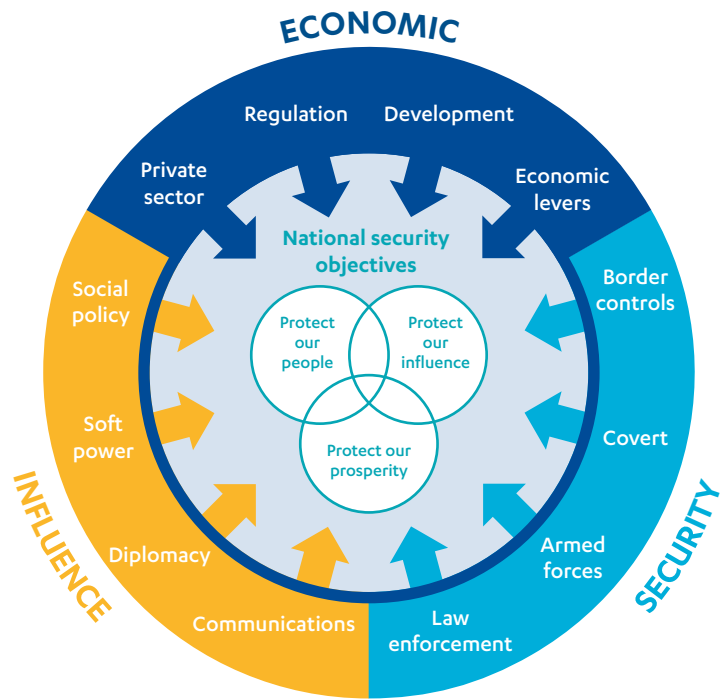 ECONOMIC
Regulation
Development
Private
sector
Economic
levers
National security
objectives
Social
policy
Border
controls
Protect
our
people
Protect
our
influence
Soft
power
Covert
Protect our
prosperity
INFLUENCE
SECURITY
Diplomacy
Armed
forces
Communications
Law
enforcement